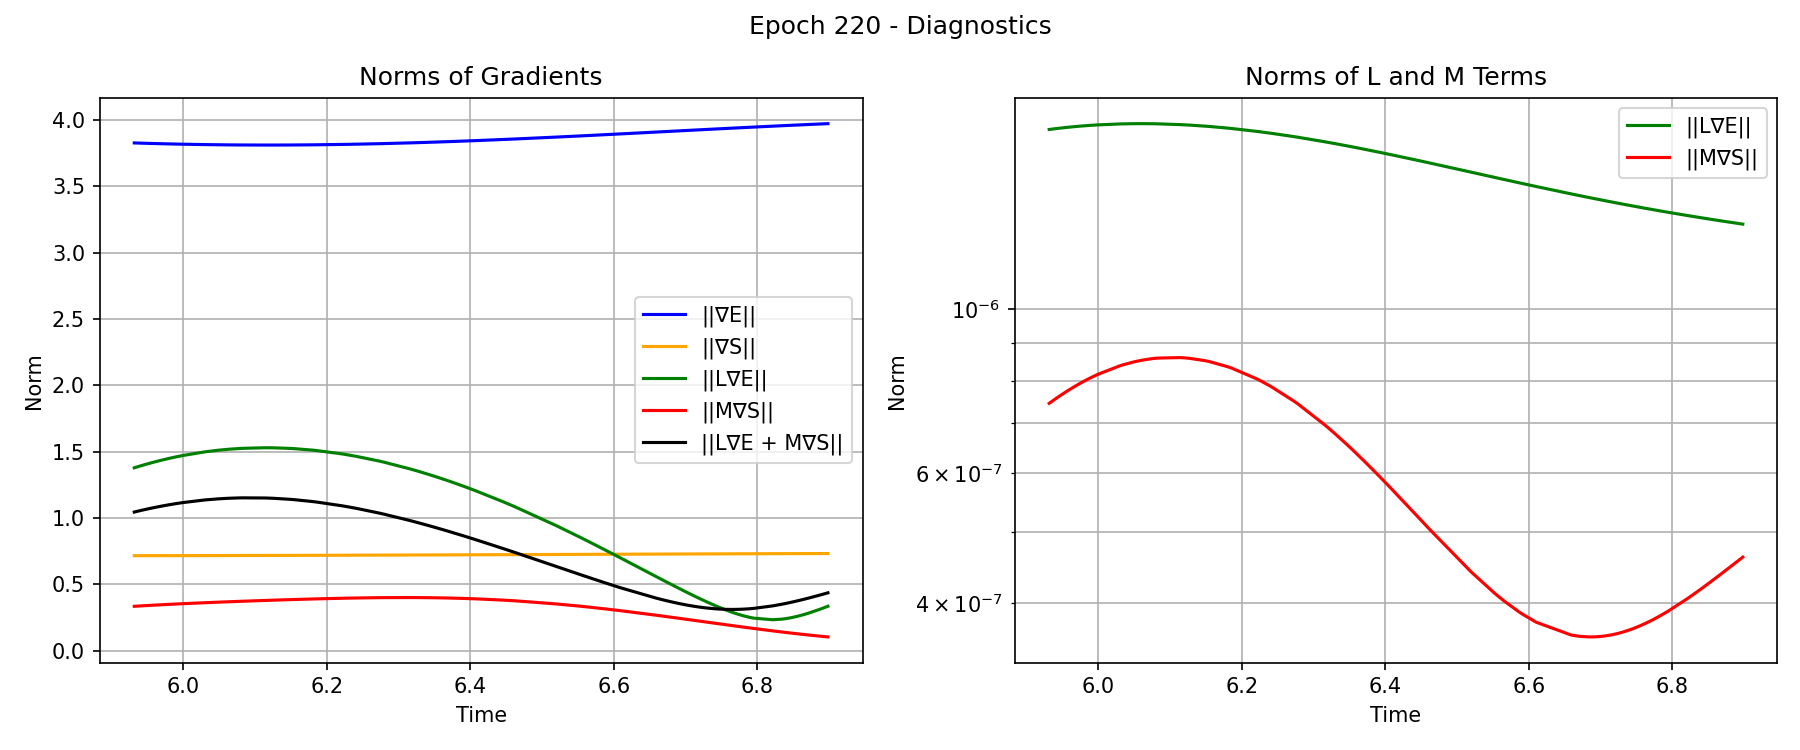 Epoch 220 - Diagnostics
Norms of Gradients
Norm
4.0
3.5
3.0
2.5
2.0
1.5
1.0
0.5
0.0
6.0
6.2
6.4
6.6
6.8
Time
||∇E||
||∇S||
||L∇E||
||M∇S||
||L∇E + M∇S||
Norms of L and M Terms
Norm
10⁻⁶
6 × 10⁻⁷
4 × 10⁻⁷
6.0
6.2
6.4
6.6
6.8
Time
||L∇E||
||M∇S||